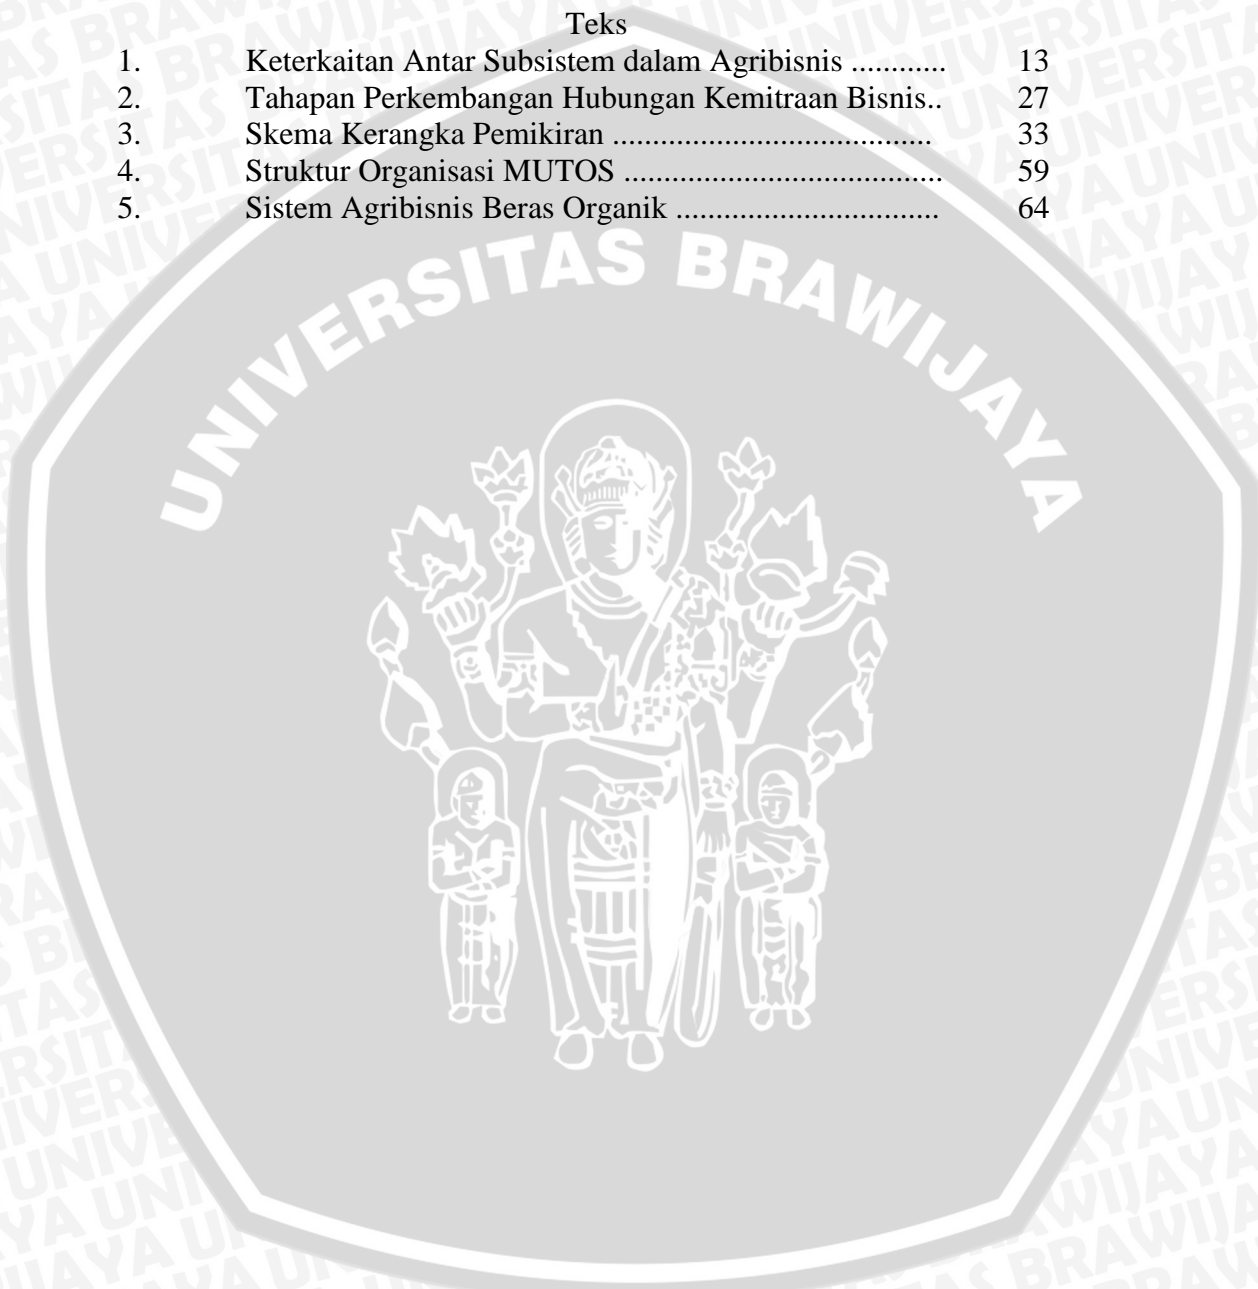 Teks
1. Keterkaitan Antar Subsistem dalam Agribisnis ............ 13
2. Tahapan Perkembangan Hubungan Kemitraan Bisnis.. 27
3. Skema Kerangka Pemikiran ........................................ 33
4. Struktur Organisasi MUTOS ........................................ 59
5. Sistem Agribisnis Beras Organik ................................. 64
UNIVERSITAS BRAWIJAYA